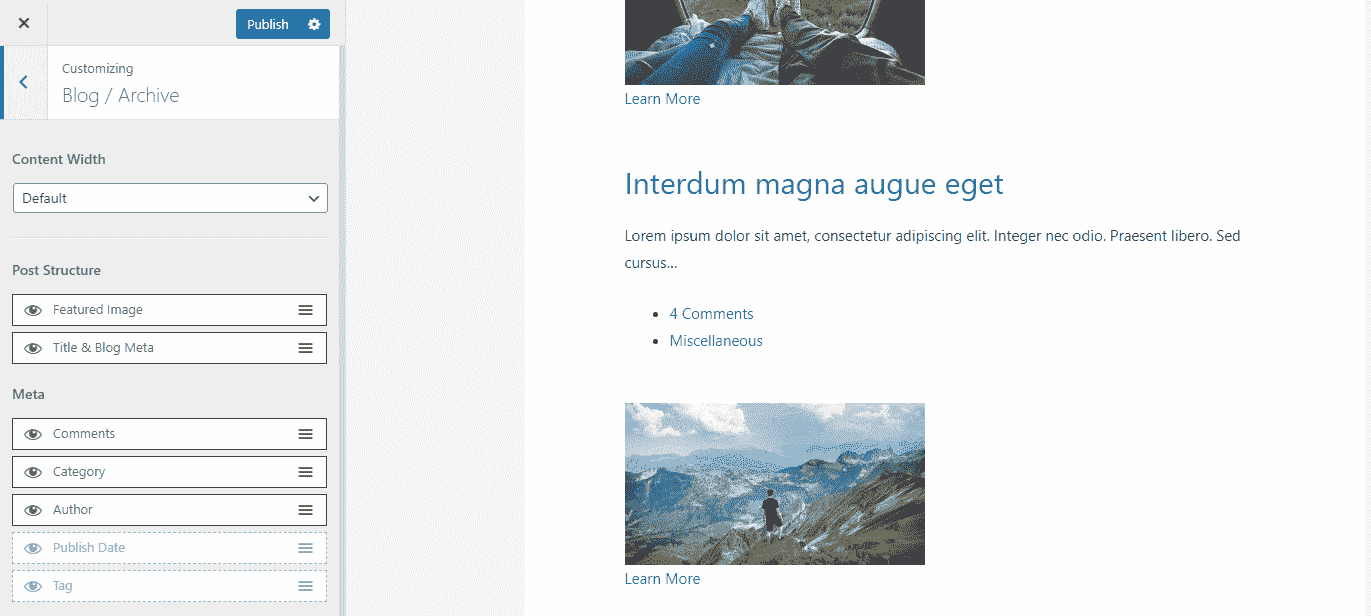 Publish
Customizing
Blog / Archive
Content Width
Default
Post Structure
Featured Image
Title & Blog Meta
Meta
Comments
Category
Author
Publish Date
Tag
Learn More
Interdum magna augue eget
Lorem ipsum dolor sit amet, consectetur adipiscing elit. Integer nec odio. Praesent libero. Sed
cursus…
4 Comments
Miscellaneous
Learn More